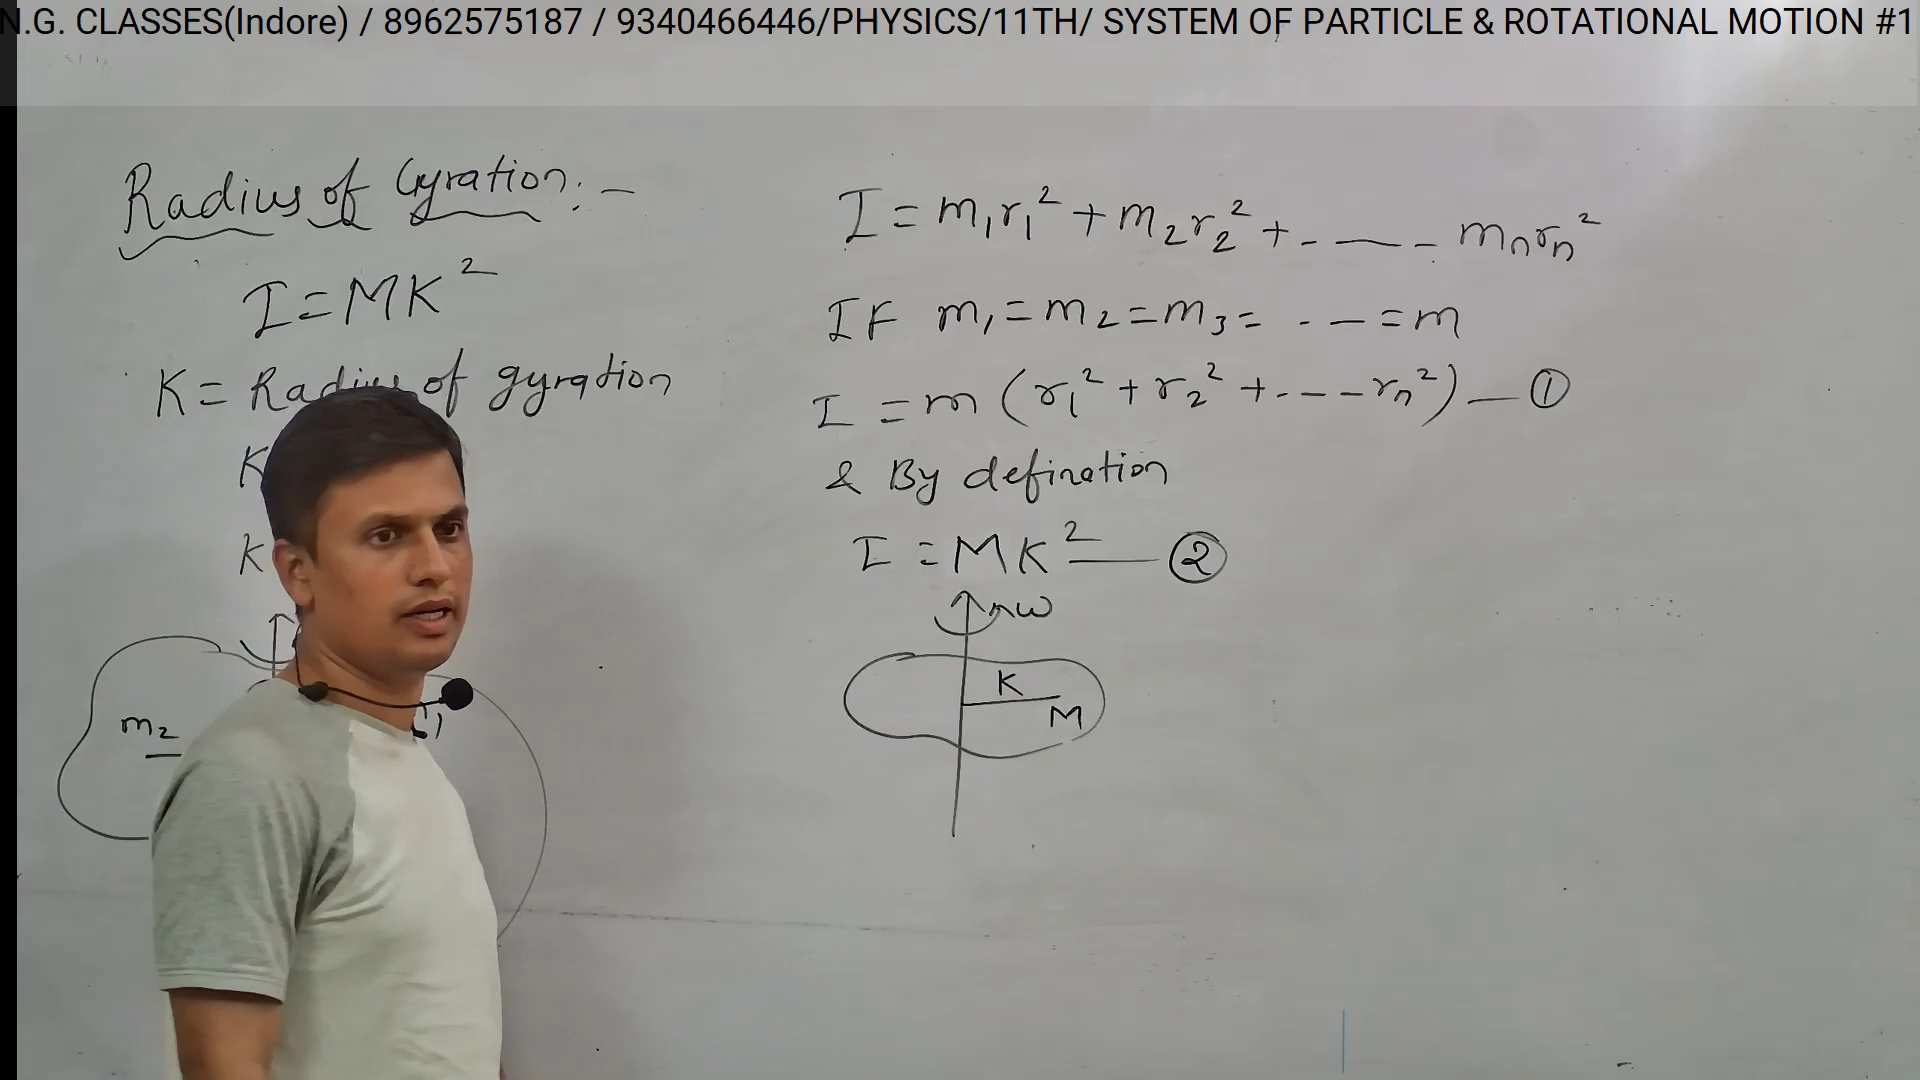 N.G. CLASSES(Indore) / 8962575187 / 9340466446/PHYSICS/11TH/ SYSTEM OF PARTICLE & ROTATIONAL MOTION #1
Radius of Gyration:-
I=MK²
K= Radius of gyration
K
K
m₂
I = m₁r₁² + m₂r₂² + - — - mₙrₙ²
IF m₁=m₂=m₃= - — =m
I = m (r₁² + r₂² + - - - rₙ²) — ①
& By defination
I = MK² — ②
ω
K
M